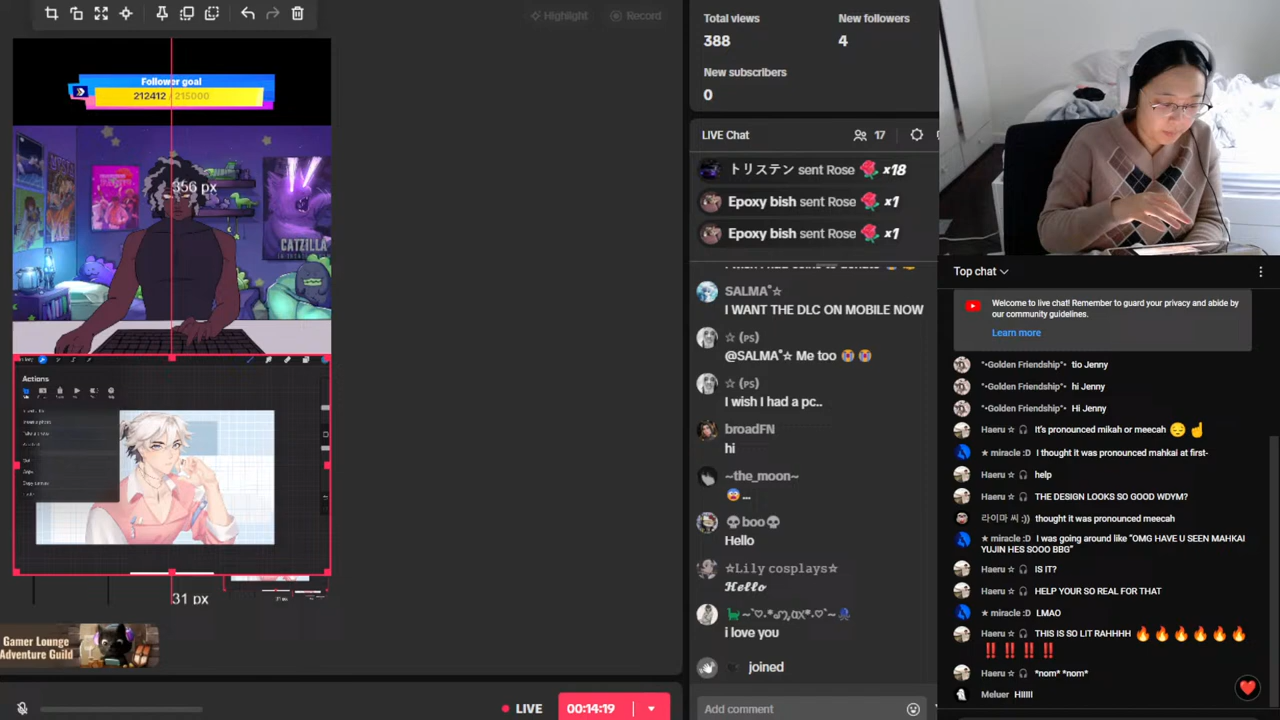 Highlight
Record
Follower goal
212412 / 215000
356 px
CATZILLA
Actions
31 px
Gamer Lounge
Adventure Guild
LIVE
00:14:19
Total views
388
New followers
4
New subscribers
0
LIVE Chat
17
トリステン sent Rose 🌹 x18
Epoxy bish sent Rose 🌹 x1
Epoxy bish sent Rose 🌹 x1
SALMA
I WANT THE DLC ON MOBILE NOW
☆ (ᴘs)
@SALMA˚☆ Me too 😭😭
☆ (ᴘs)
I wish I had a pc..
broadFN
hi
~the_moon~
😨...
💀boo💀
Hello
★Lily cosplays☆
𝓗𝓮𝓵𝓵𝓸
i love you
joined
Add comment
Top chat
Welcome to live chat! Remember to guard your privacy and abide by
our community guidelines.
Learn more
"•Golden Friendship"• tio Jenny
"•Golden Friendship"• hi Jenny
"•Golden Friendship"• Hi Jenny
Haeru ☆ 🎧 It's pronounced mikah or meecah 😔☝
★ miracle :D I thought it was pronounced mahkai at first-
Haeru ☆ 🎧 help
Haeru ☆ 🎧 THE DESIGN LOOKS SO GOOD WDYM?
라이마 씨 :)) thought it was pronounced meecah
★ miracle :D I was going around like “OMG HAVE U SEEN MAHKAI
YUJIN HES SOOO BBG”
Haeru ☆ 🎧 IS IT?
Haeru ☆ 🎧 HELP YOUR SO REAL FOR THAT
★ miracle :D LMAO
Haeru ☆ 🎧 THIS IS SO LIT RAHHHH 🔥🔥🔥🔥🔥🔥
‼‼‼‼
Haeru ☆ 🎧 *nom* *nom*
Meluer HIIIII